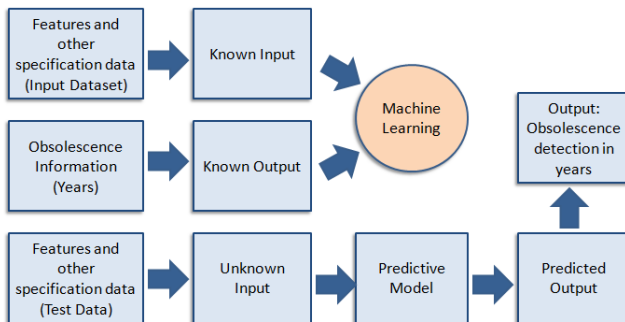 Features and
other
specification data
(Input Dataset)
Known Input
Machine
Learning
Output:
Obsolescence
detection in
years
Obsolescence
Information
(Years)
Known Output
Features and
other
specification data
(Test Data)
Unknown
Input
Predictive
Model
Predicted
Output